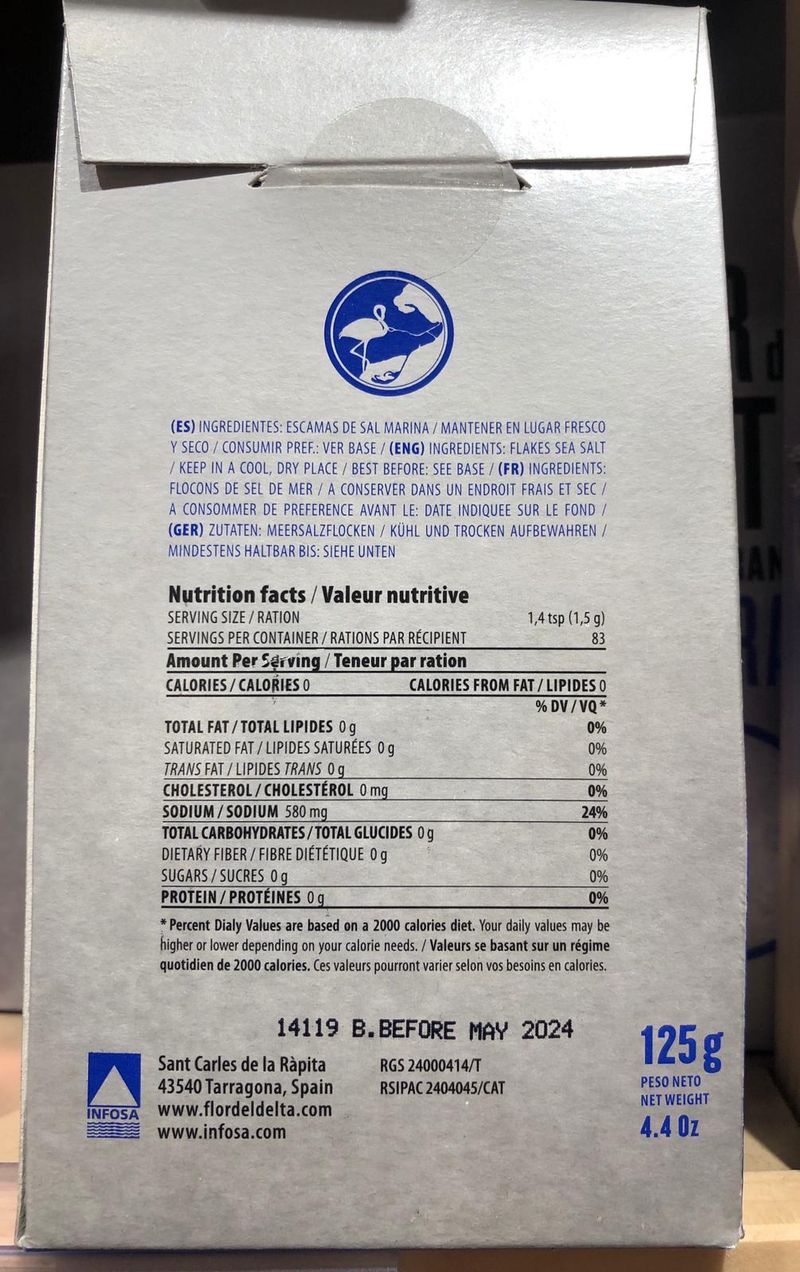 (ES) INGREDIENTES: ESCAMAS DE SAL MARINA / MANTENER EN LUGAR FRESCO
Y SECO / CONSUMIR PREF.: VER BASE / (ENG) INGREDIENTS: FLAKES SEA SALT
/ KEEP IN A COOL, DRY PLACE / BEST BEFORE: SEE BASE / (FR) INGREDIENTS:
FLOCONS DE SEL DE MER / A CONSERVER DANS UN ENDROIT FRAIS ET SEC /
A CONSOMMER DE PREFERENCE AVANT LE: DATE INDIQUEE SUR LE FOND /
(GER) ZUTATEN: MEERSALZFLOCKEN / KÜHL UND TROCKEN AUFBEWAHREN /
MINDESTENS HALTBAR BIS: SIEHE UNTEN
Nutrition facts / Valeur nutritive
SERVING SIZE / RATION 1,4 tsp (1,5 g)
SERVINGS PER CONTAINER / RATIONS PAR RÉCIPIENT 83
Amount Per Serving / Teneur par ration
CALORIES / CALORIES 0 CALORIES FROM FAT / LIPIDES 0
% DV / VQ *
TOTAL FAT / TOTAL LIPIDES 0 g 0%
SATURATED FAT / LIPIDES SATURÉES 0 g 0%
TRANS FAT / LIPIDES TRANS 0 g 0%
CHOLESTEROL / CHOLESTÉROL 0 mg 0%
SODIUM / SODIUM 580 mg 24%
TOTAL CARBOHYDRATES / TOTAL GLUCIDES 0 g 0%
DIETARY FIBER / FIBRE DIÉTÉTIQUE 0 g 0%
SUGARS / SUCRES 0 g 0%
PROTEIN / PROTÉINES 0 g 0%
* Percent Dialy Values are based on a 2000 calories diet. Your daily values may be
higher or lower depending on your calorie needs. / Valeurs se basant sur un régime
quotidien de 2000 calories. Ces valeurs pourront varier selon vos besoins en calories.
14119 B.BEFORE MAY 2024
INFOSA
Sant Carles de la Ràpita
43540 Tarragona, Spain
www.flordeldelta.com
www.infosa.com
RGS 24000414/T
RSIPAC 2404045/CAT
125 g
PESO NETO
NET WEIGHT
4.4 Oz